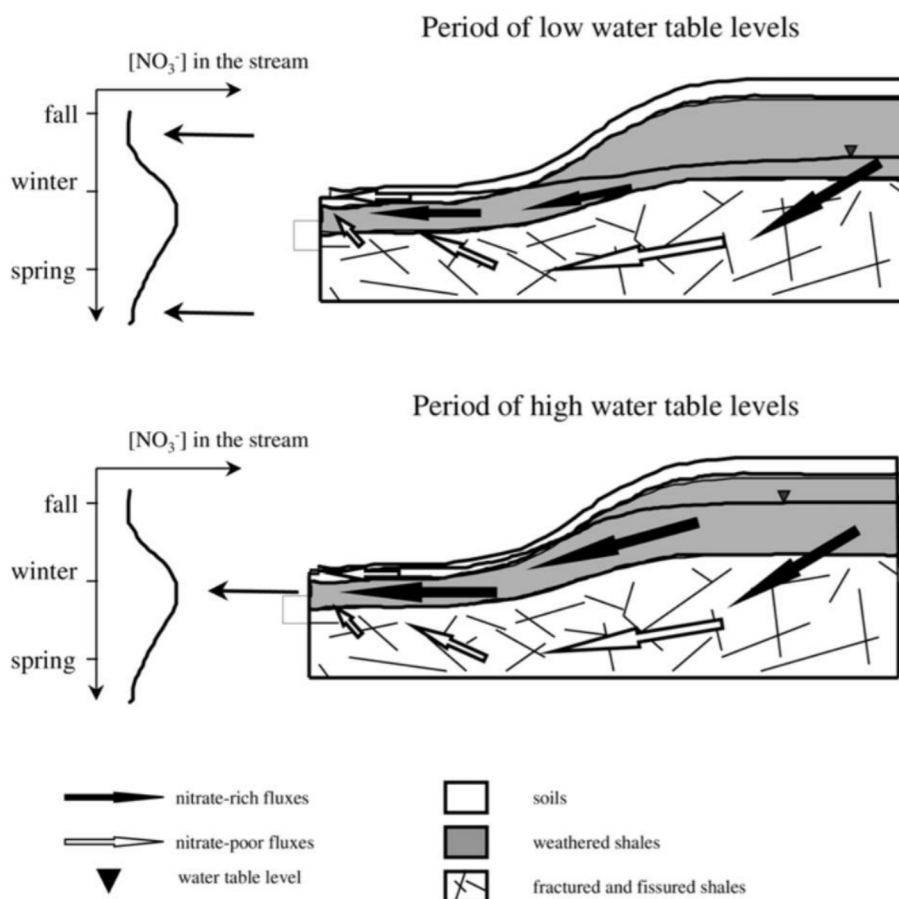 Period of low water table levels
[NO₃⁻] in the stream
fall
winter
spring
Period of high water table levels
[NO₃⁻] in the stream
fall
winter
spring
nitrate-rich fluxes
soils
nitrate-poor fluxes
weathered shales
water table level
fractured and fissured shales